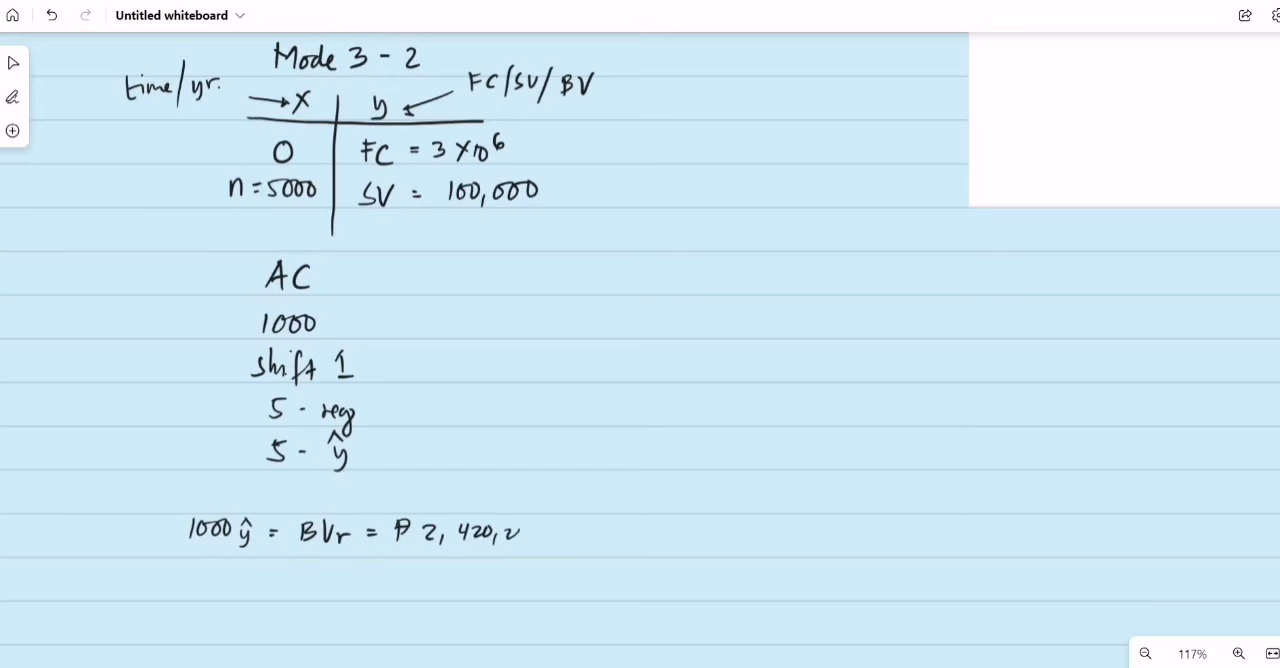 Untitled whiteboard
Mode 3 - 2
time/yr. FC/SV/BV
x y
0 FC = 3 x 10^6
n = 5000 SV = 100,000
AC
1000
shift 1
5 - reg
5 - ŷ
1000 ŷ = BVr = ₱ 2, 420, 2
117%